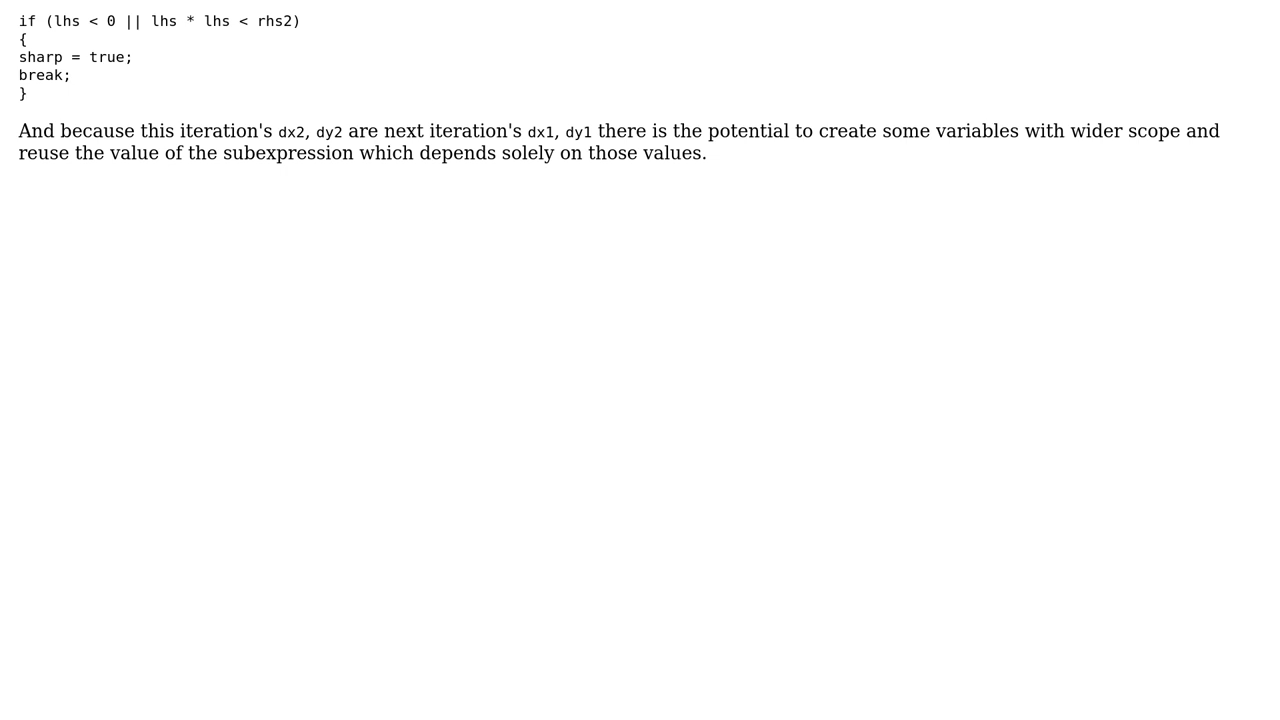 if (lhs < 0 || lhs * lhs < rhs2)
{
sharp = true;
break;
}
And because this iteration's dx2, dy2 are next iteration's dx1, dy1 there is the potential to create some variables with wider scope and
reuse the value of the subexpression which depends solely on those values.